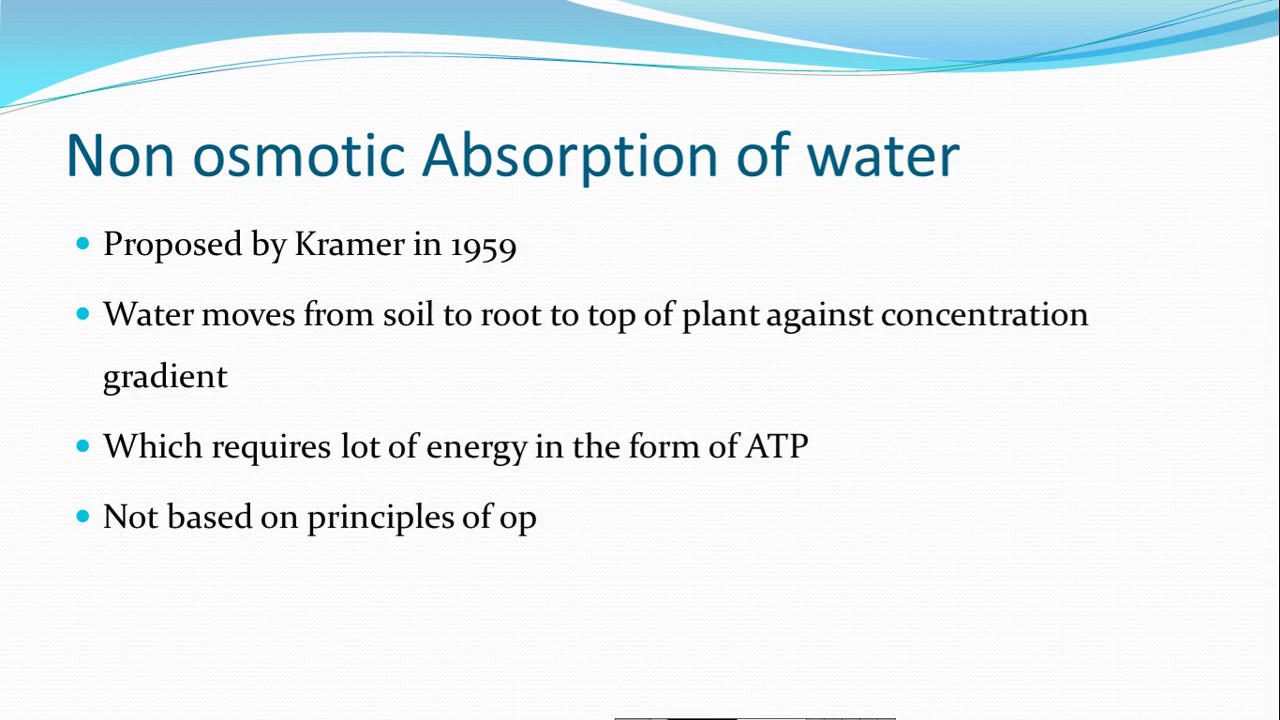 Non osmotic Absorption of water
Proposed by Kramer in 1959
Water moves from soil to root to top of plant against concentration
gradient
Which requires lot of energy in the form of ATP
Not based on principles of op